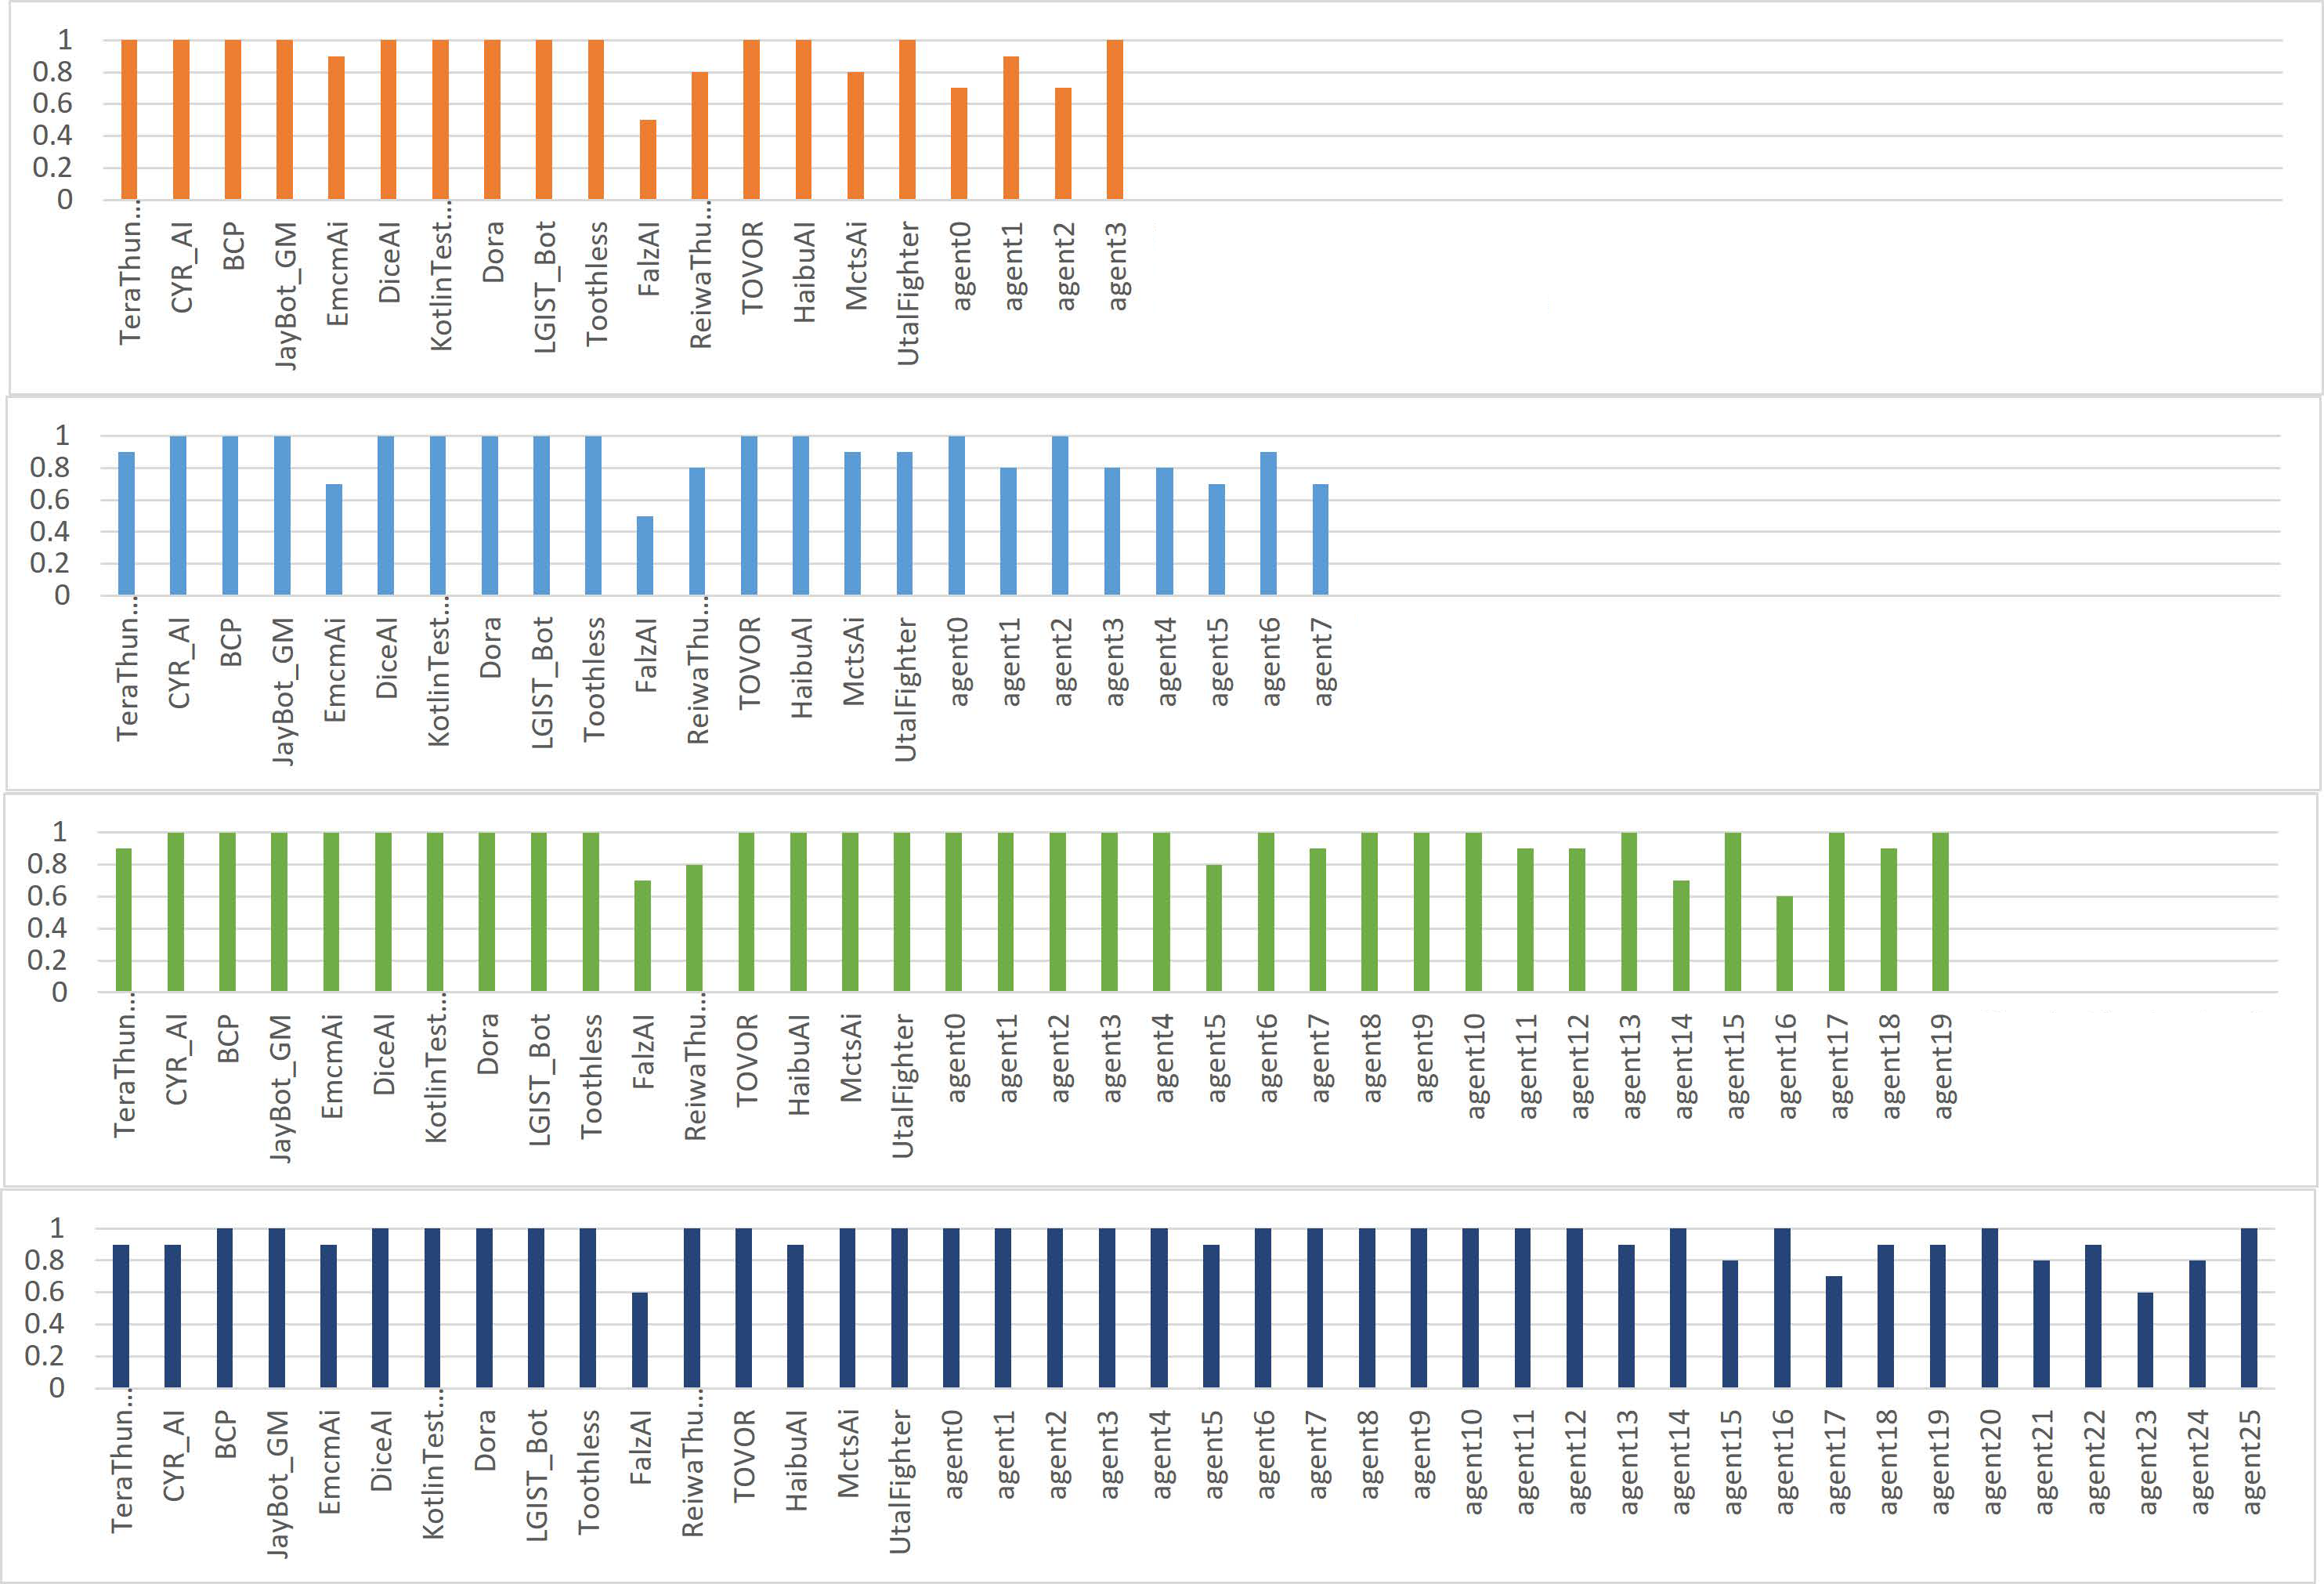 1
0.8
0.6
0.4
0.2
0
TeraThun...
CYR_AI
BCP
JayBot_GM
EmcmAi
DiceAI
KotlinTest...
Dora
LGIST_Bot
Toothless
FalzAI
ReiwaThu...
TOVOR
HaibuAI
MctsAi
UtalFighter
agent0
agent1
agent2
agent3
1
0.8
0.6
0.4
0.2
0
TeraThun...
CYR_AI
BCP
JayBot_GM
EmcmAi
DiceAI
KotlinTest...
Dora
LGIST_Bot
Toothless
FalzAI
ReiwaThu...
TOVOR
HaibuAI
MctsAi
UtalFighter
agent0
agent1
agent2
agent3
agent4
agent5
agent6
agent7
1
0.8
0.6
0.4
0.2
0
TeraThun...
CYR_AI
BCP
JayBot_GM
EmcmAi
DiceAI
KotlinTest...
Dora
LGIST_Bot
Toothless
FalzAI
ReiwaThu...
TOVOR
HaibuAI
MctsAi
UtalFighter
agent0
agent1
agent2
agent3
agent4
agent5
agent6
agent7
agent8
agent9
agent10
agent11
agent12
agent13
agent14
agent15
agent16
agent17
agent18
agent19
1
0.8
0.6
0.4
0.2
0
TeraThun...
CYR_AI
BCP
JayBot_GM
EmcmAi
DiceAI
KotlinTest...
Dora
LGIST_Bot
Toothless
FalzAI
ReiwaThu...
TOVOR
HaibuAI
MctsAi
UtalFighter
agent0
agent1
agent2
agent3
agent4
agent5
agent6
agent7
agent8
agent9
agent10
agent11
agent12
agent13
agent14
agent15
agent16
agent17
agent18
agent19
agent20
agent21
agent22
agent23
agent24
agent25